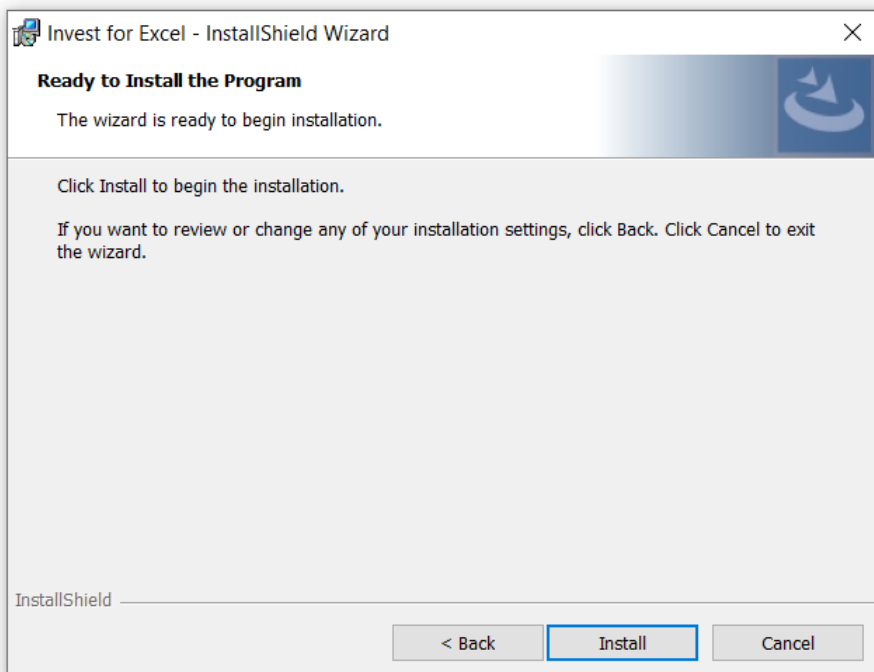 Invest for Excel - InstallShield Wizard
Ready to Install the Program
The wizard is ready to begin installation.
Click Install to begin the installation.
If you want to review or change any of your installation settings, click Back. Click Cancel to exit
the wizard.
InstallShield
< Back
Install
Cancel